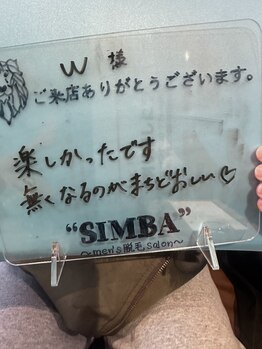 W 様
ご来店ありがとうございます。
楽しかったです
無くなるのがまちどおしい♡
"SIMBA"
～men's脱毛salon～